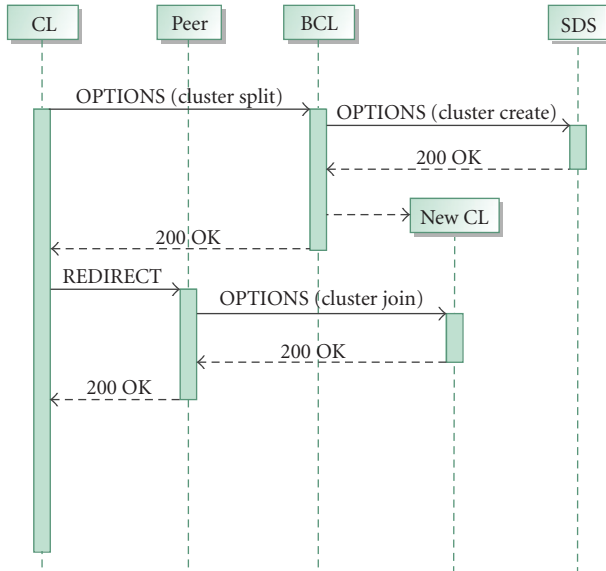 CL
Peer
BCL
SDS
OPTIONS (cluster split)
OPTIONS (cluster create)
200 OK
New CL
200 OK
REDIRECT
OPTIONS (cluster join)
200 OK
200 OK